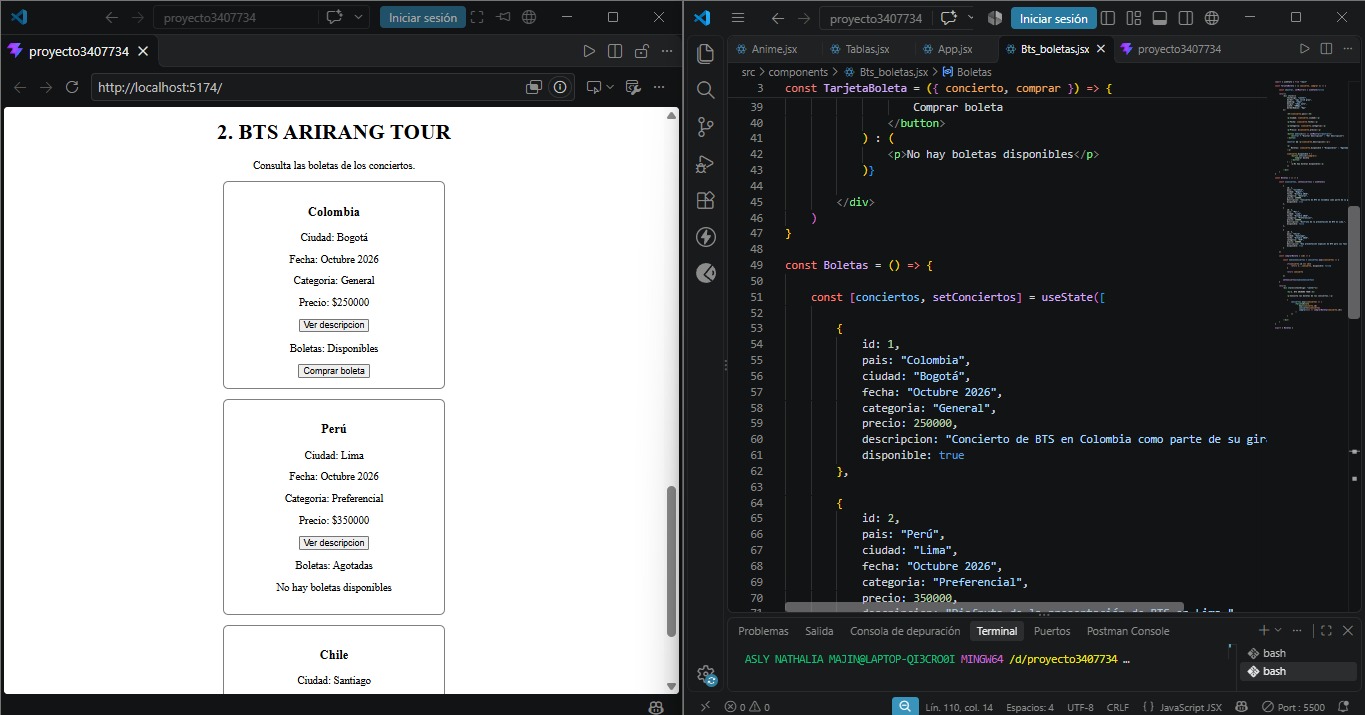 proyecto3407734
Iniciar sesión
proyecto3407734
http://localhost:5174/
2. BTS ARIRANG TOUR
Consulta las boletas de los conciertos.
Colombia
Ciudad: Bogotá
Fecha: Octubre 2026
Categoria: General
Precio: $250000
Ver descripcion
Boletas: Disponibles
Comprar boleta
Perú
Ciudad: Lima
Fecha: Octubre 2026
Categoria: Preferencial
Precio: $350000
Ver descripcion
Boletas: Agotadas
No hay boletas disponibles
Chile
Ciudad: Santiago
proyecto3407734
Iniciar sesión
Anime.jsx Tablas.jsx App.jsx Bts_boletas.jsx proyecto3407734
src > components > Bts_boletas.jsx > Boletas
3 const TarjetaBoleta = ({ concierto, comprar }) => {
39 Comprar boleta
40 </button>
41 ) : (
42 <p>No hay boletas disponibles</p>
43 )}
44
45 </div>
46 )
47 }
48
49 const Boletas = () => {
50
51 const [conciertos, setConciertos] = useState([
52
53 {
54 id: 1,
55 pais: "Colombia",
56 ciudad: "Bogotá",
57 fecha: "Octubre 2026",
58 categoria: "General",
59 precio: 250000,
60 descripcion: "Concierto de BTS en Colombia como parte de su gir
61 disponible: true
62 },
63
64 {
65 id: 2,
66 pais: "Perú",
67 ciudad: "Lima",
68 fecha: "Octubre 2026",
69 categoria: "Preferencial",
70 precio: 350000,
Problemas Salida Consola de depuración Terminal Puertos Postman Console
ASLY NATHALIA MAJIN@LAPTOP-QI3CRO0I MINGW64 /d/proyecto3407734 …
bash
bash
0 0 Lín. 110, col. 14 Espacios: 4 UTF-8 CRLF { } JavaScript JSX Port : 5500